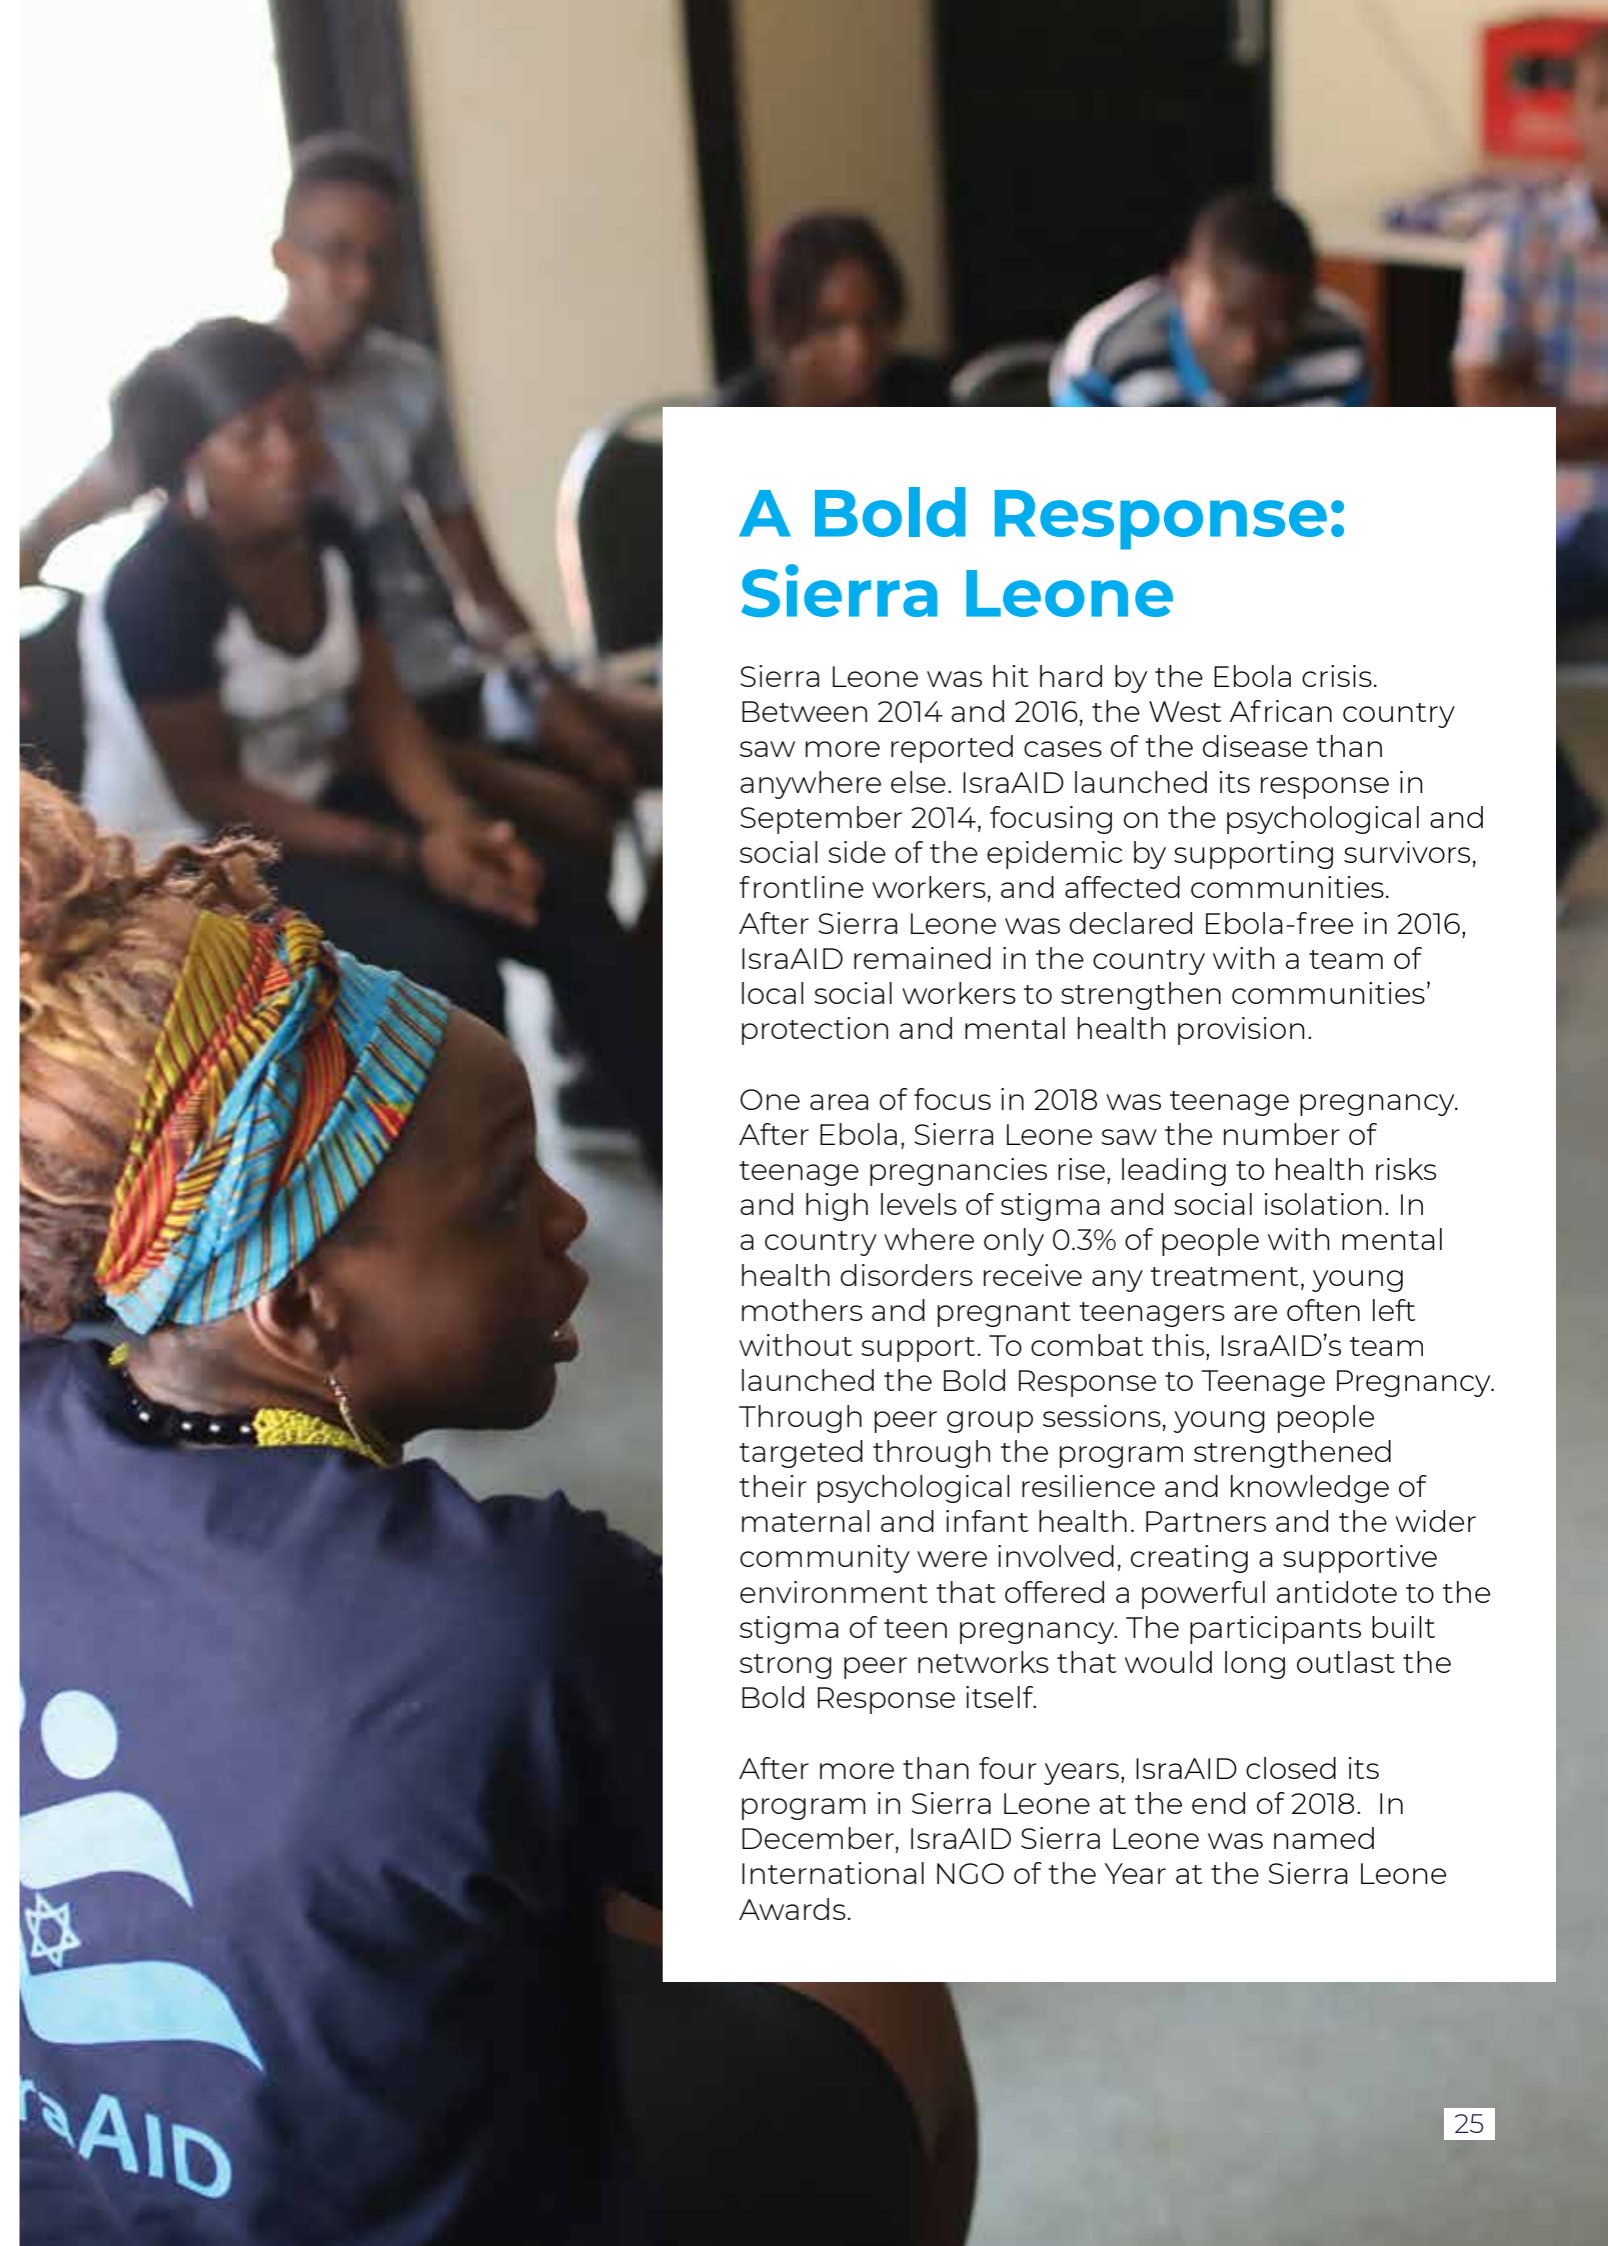 A Bold Response:
Sierra Leone
Sierra Leone was hit hard by the Ebola crisis.
Between 2014 and 2016, the West African country
saw more reported cases of the disease than
anywhere else. IsraAID launched its response in
September 2014, focusing on the psychological and
social side of the epidemic by supporting survivors,
frontline workers, and affected communities.
After Sierra Leone was declared Ebola-free in 2016,
IsraAID remained in the country with a team of
local social workers to strengthen communities’
protection and mental health provision.
One area of focus in 2018 was teenage pregnancy.
After Ebola, Sierra Leone saw the number of
teenage pregnancies rise, leading to health risks
and high levels of stigma and social isolation. In
a country where only 0.3% of people with mental
health disorders receive any treatment, young
mothers and pregnant teenagers are often left
without support. To combat this, IsraAID’s team
launched the Bold Response to Teenage Pregnancy.
Through peer group sessions, young people
targeted through the program strengthened
their psychological resilience and knowledge of
maternal and infant health. Partners and the wider
community were involved, creating a supportive
environment that offered a powerful antidote to the
stigma of teen pregnancy. The participants built
strong peer networks that would long outlast the
Bold Response itself.
After more than four years, IsraAID closed its
program in Sierra Leone at the end of 2018.  In
December, IsraAID Sierra Leone was named
International NGO of the Year at the Sierra Leone
Awards.
raAID
25